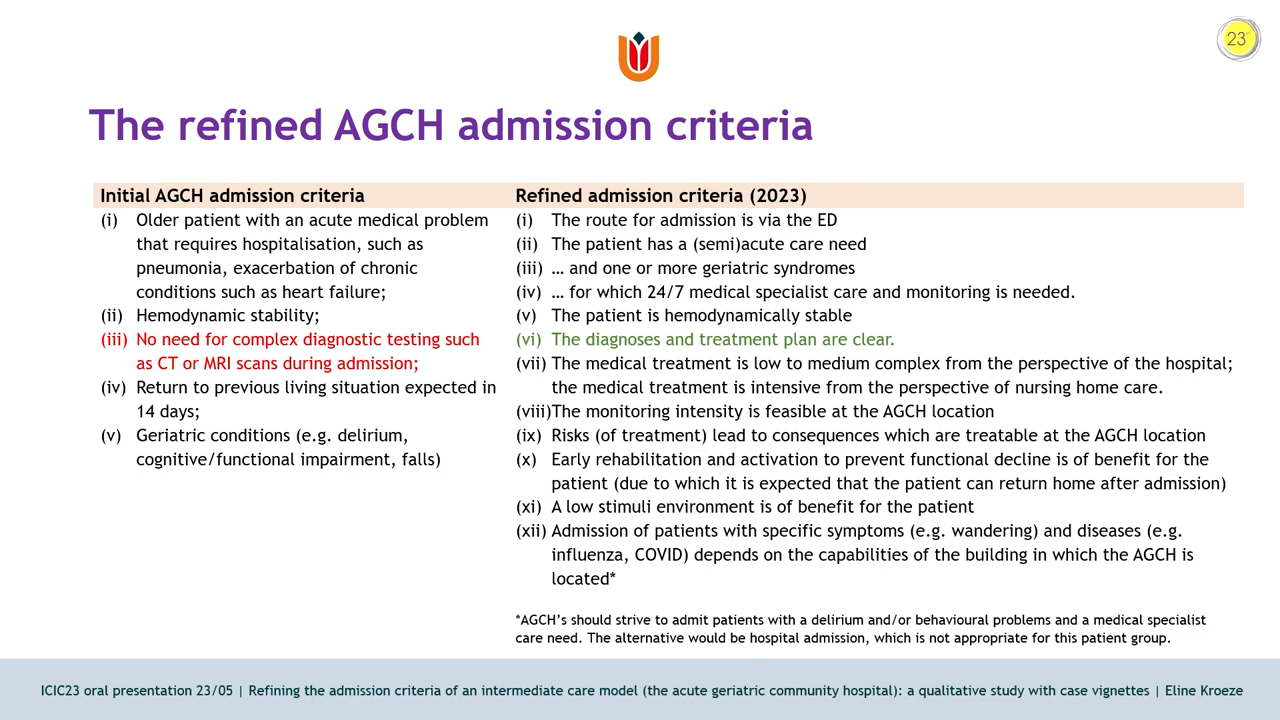 23
The refined AGCH admission criteria
Initial AGCH admission criteria
(i) Older patient with an acute medical problem
that requires hospitalisation, such as
pneumonia, exacerbation of chronic
conditions such as heart failure;
(ii) Hemodynamic stability;
(iii) No need for complex diagnostic testing such
as CT or MRI scans during admission;
(iv) Return to previous living situation expected in
14 days;
(v) Geriatric conditions (e.g. delirium,
cognitive/functional impairment, falls)
Refined admission criteria (2023)
(i) The route for admission is via the ED
(ii) The patient has a (semi)acute care need
(iii) … and one or more geriatric syndromes
(iv) … for which 24/7 medical specialist care and monitoring is needed.
(v) The patient is hemodynamically stable
(vi) The diagnoses and treatment plan are clear.
(vii) The medical treatment is low to medium complex from the perspective of the hospital;
the medical treatment is intensive from the perspective of nursing home care.
(viii)The monitoring intensity is feasible at the AGCH location
(ix) Risks (of treatment) lead to consequences which are treatable at the AGCH location
(x) Early rehabilitation and activation to prevent functional decline is of benefit for the
patient (due to which it is expected that the patient can return home after admission)
(xi) A low stimuli environment is of benefit for the patient
(xii) Admission of patients with specific symptoms (e.g. wandering) and diseases (e.g.
influenza, COVID) depends on the capabilities of the building in which the AGCH is
located*
*AGCH's should strive to admit patients with a delirium and/or behavioural problems and a medical specialist
care need. The alternative would be hospital admission, which is not appropriate for this patient group.
ICIC23 oral presentation 23/05 | Refining the admission criteria of an intermediate care model (the acute geriatric community hospital): a qualitative study with case vignettes | Eline Kroeze